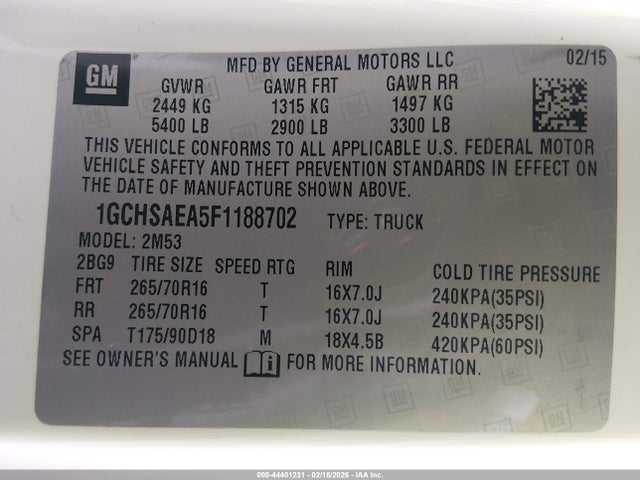 GM
MFD BY GENERAL MOTORS LLC 02/15
GVWR GAWR FRT GAWR RR
2449 KG 1315 KG 1497 KG
5400 LB 2900 LB 3300 LB
THIS VEHICLE CONFORMS TO ALL APPLICABLE U.S. FEDERAL MOTOR
VEHICLE SAFETY AND THEFT PREVENTION STANDARDS IN EFFECT ON
THE DATE OF MANUFACTURE SHOWN ABOVE.
1GCHSAEA5F1188702 TYPE: TRUCK
MODEL: 2M53
2BG9 TIRE SIZE SPEED RTG RIM COLD TIRE PRESSURE
FRT 265/70R16 T 16X7.0J 240KPA(35PSI)
RR 265/70R16 T 16X7.0J 240KPA(35PSI)
SPA T175/90D18 M 18X4.5B 420KPA(60PSI)
SEE OWNER'S MANUAL FOR MORE INFORMATION.
000-44401231 - 02/18/2026 - IAA Inc.